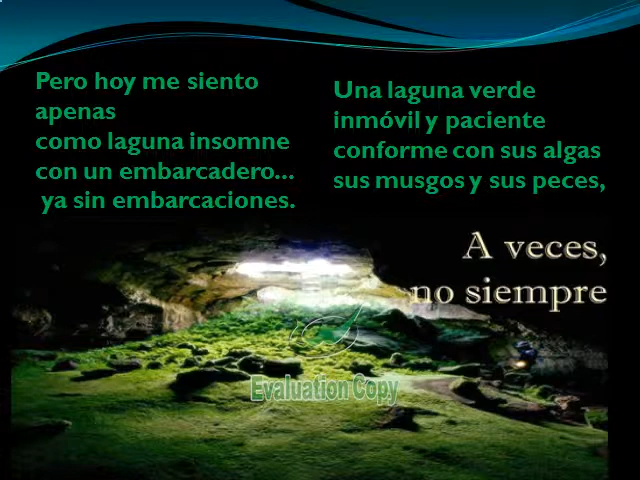 Pero hoy me siento
apenas
como laguna insomne
con un embarcadero...
ya sin embarcaciones.
Una laguna verde
inmóvil y paciente
conforme con sus algas
sus musgos y sus peces,
A veces,
no siempre
Evaluation Copy